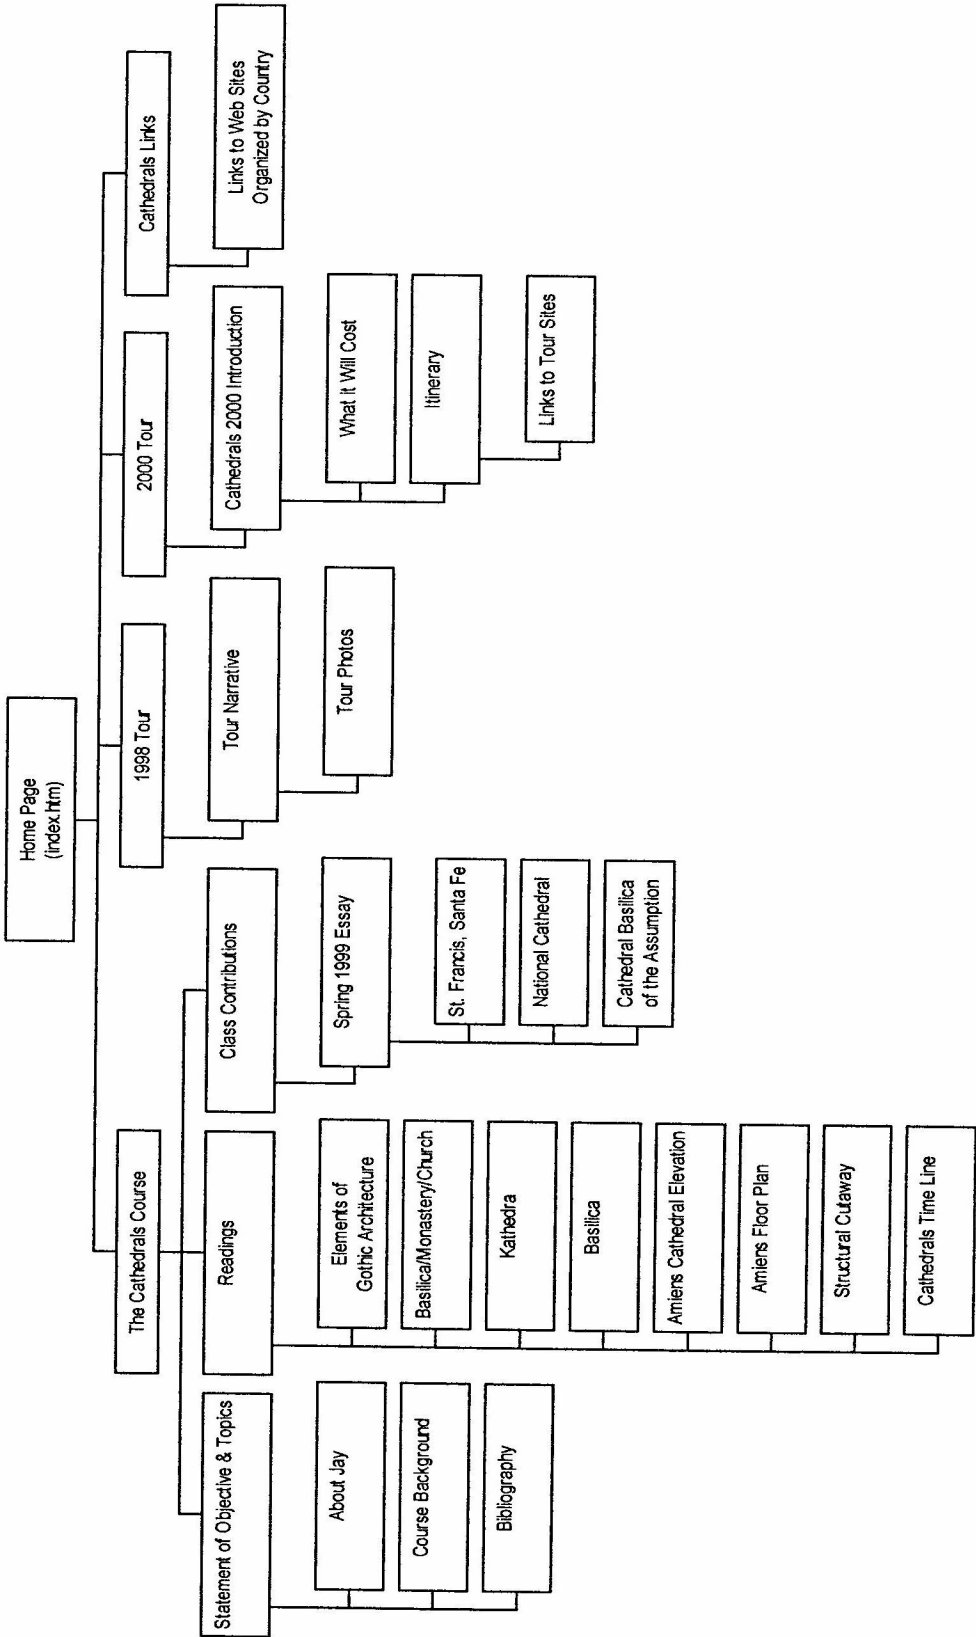 Home Page
(index.htm)
The Cathedrals Course
1998 Tour
2000 Tour
Cathedrals Links
Statement of Objective & Topics
Readings
Class Contributions
Tour Narrative
Cathedrals 2000 Introduction
Links to Web Sites
Organized by Country
About Jay
Course Background
Bibliography
Elements of
Gothic Architecture
Basilica/Monastery/Church
Kathedra
Basilica
Amiens Cathedral Elevation
Amiens Floor Plan
Structural Cutaway
Cathedrals Time Line
Spring 1999 Essay
St. Francis, Santa Fe
National Cathedral
Cathedral Basilica
of the Assumption
Tour Photos
What it Will Cost
Itinerary
Links to Tour Sites